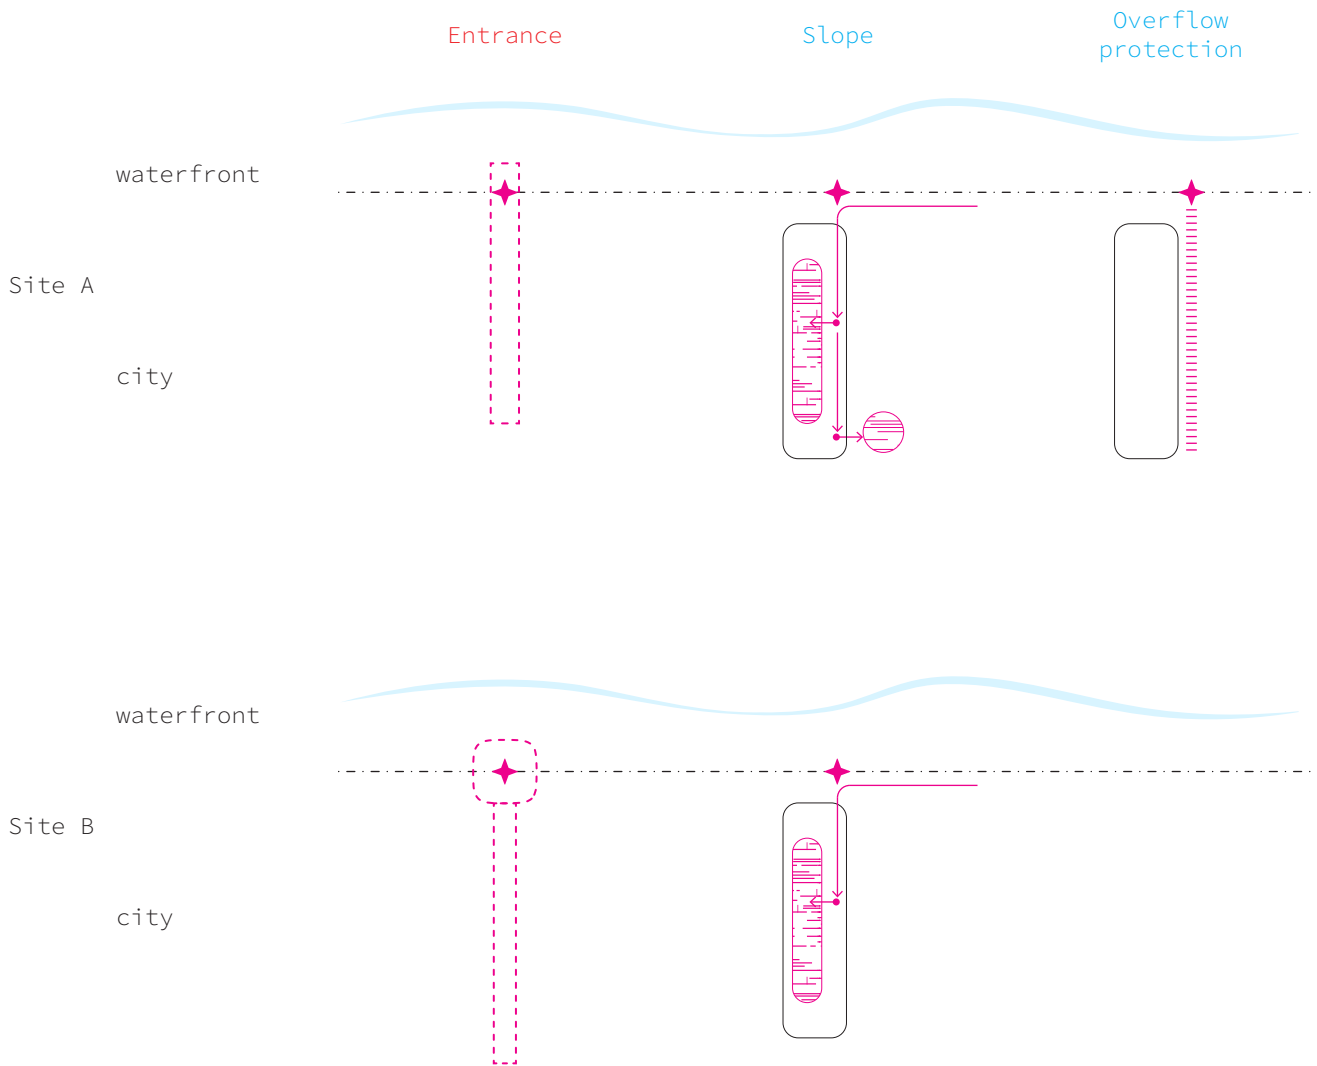 Entrance
Slope
Overflow
protection
waterfront
Site A
city
waterfront
Site B
city